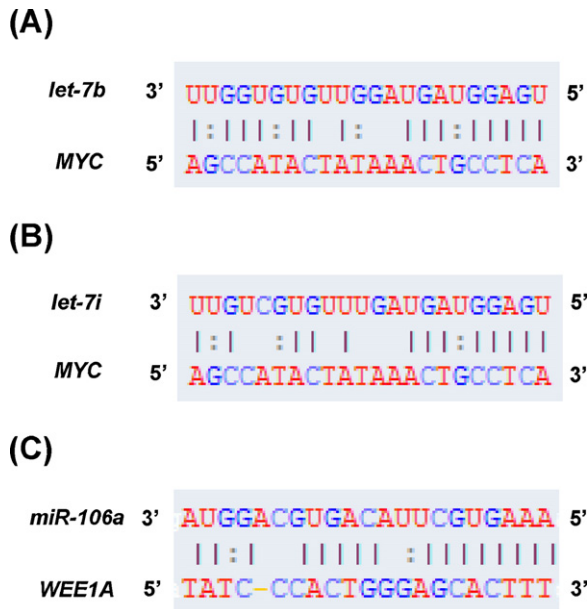 (A)
let-7b 3' UUGGUGUGUUGGAUGAUGGAGU 5'
|:|||:|| |:  |||:|||||
MYC 5' AGCCATACTATAAACTGCCTCA 3'
(B)
let-7i 3' UUGUCGUGUUUGAUGAUGGAGU 5'
|:|  :|| |   |||:|||||
MYC 5' AGCCATACTATAAACTGCCTCA 3'
(C)
miR-106a 3' AUGGACGUGACAUUCGUGAAA 5'
||:|  ||||| :||||||||
WEE1A 5' TATC-CCACTGGGAGCACTTT 3'